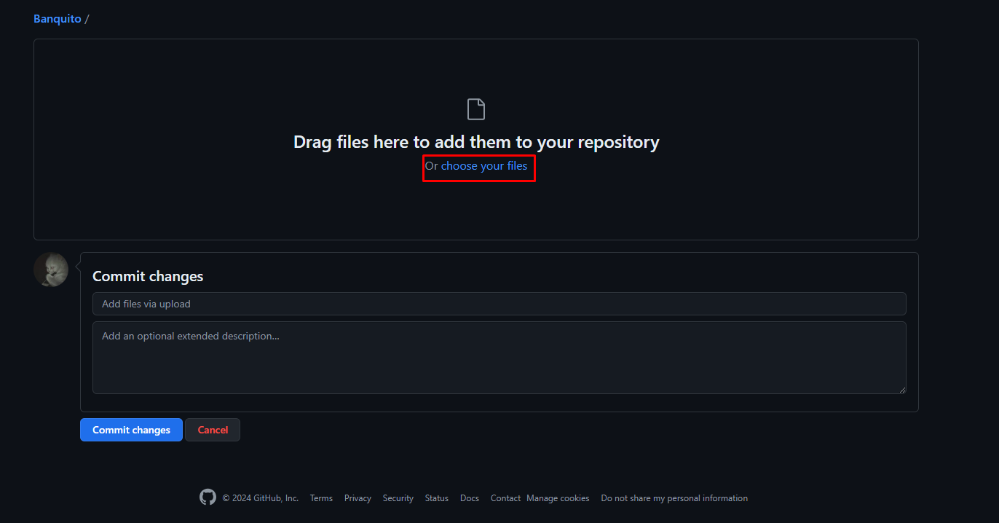 Banquito /
Drag files here to add them to your repository
Or choose your files
Commit changes
Add files via upload
Add an optional extended description...
Commit changes Cancel
© 2024 GitHub, Inc. Terms Privacy Security Status Docs Contact Manage cookies Do not share my personal information